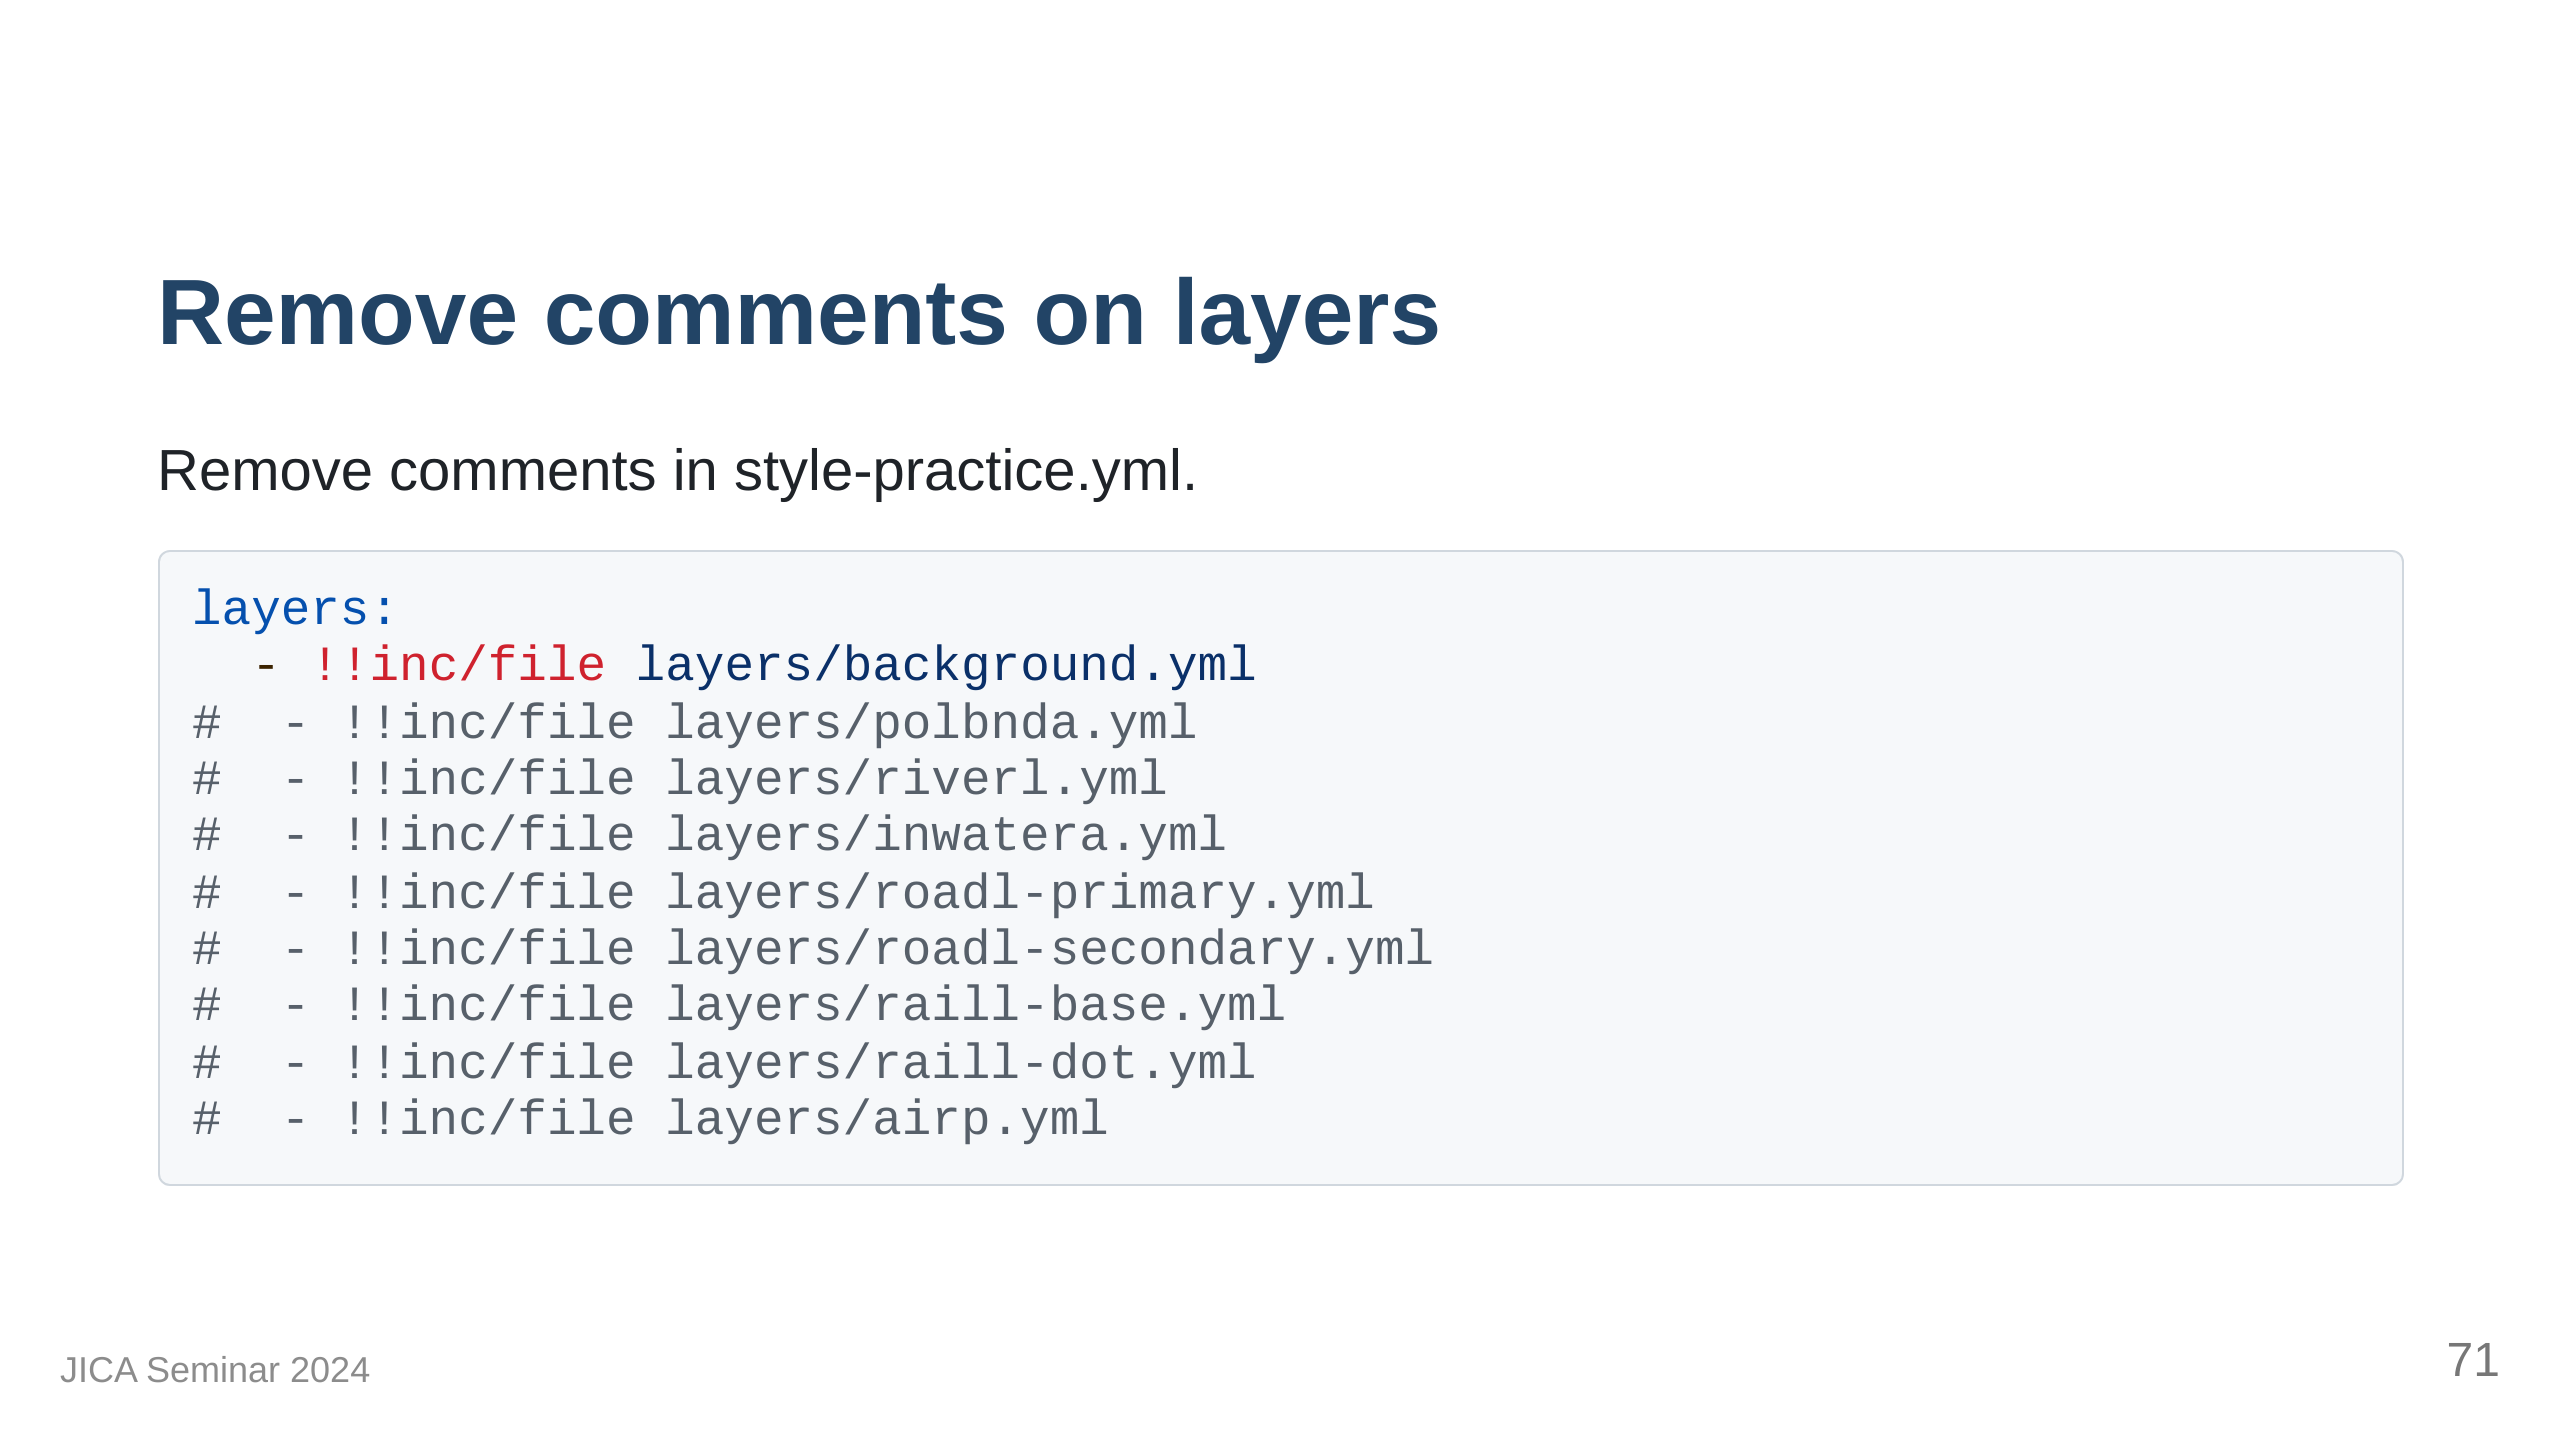 Remove comments on layers
Remove comments in style-practice.yml.
layers:
  - !!inc/file layers/background.yml
#  - !!inc/file layers/polbnda.yml
#  - !!inc/file layers/riverl.yml
#  - !!inc/file layers/inwatera.yml
#  - !!inc/file layers/roadl-primary.yml
#  - !!inc/file layers/roadl-secondary.yml
#  - !!inc/file layers/raill-base.yml
#  - !!inc/file layers/raill-dot.yml
#  - !!inc/file layers/airp.yml
JICA Seminar 2024
71